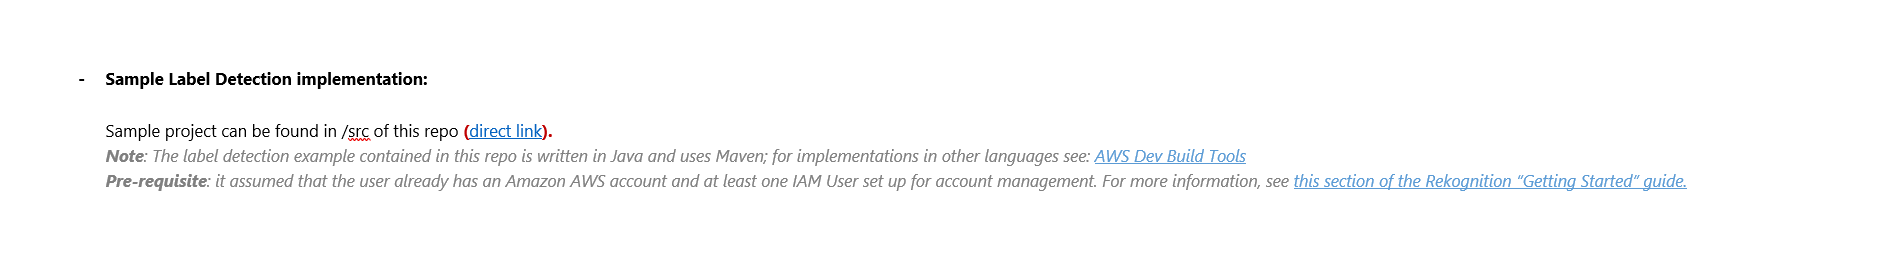 - Sample Label Detection implementation:
Sample project can be found in /src of this repo (direct link).
Note: The label detection example contained in this repo is written in Java and uses Maven; for implementations in other languages see: AWS Dev Build Tools
Pre-requisite: it assumed that the user already has an Amazon AWS account and at least one IAM User set up for account management. For more information, see this section of the Rekognition “Getting Started” guide.